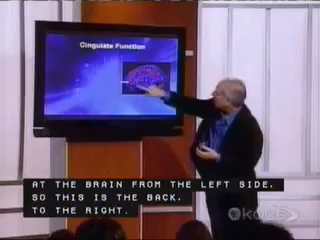 Cingulate Function
AT THE BRAIN FROM THE LEFT SIDE.
SO THIS IS THE BACK.
TO THE RIGHT.
KOCE